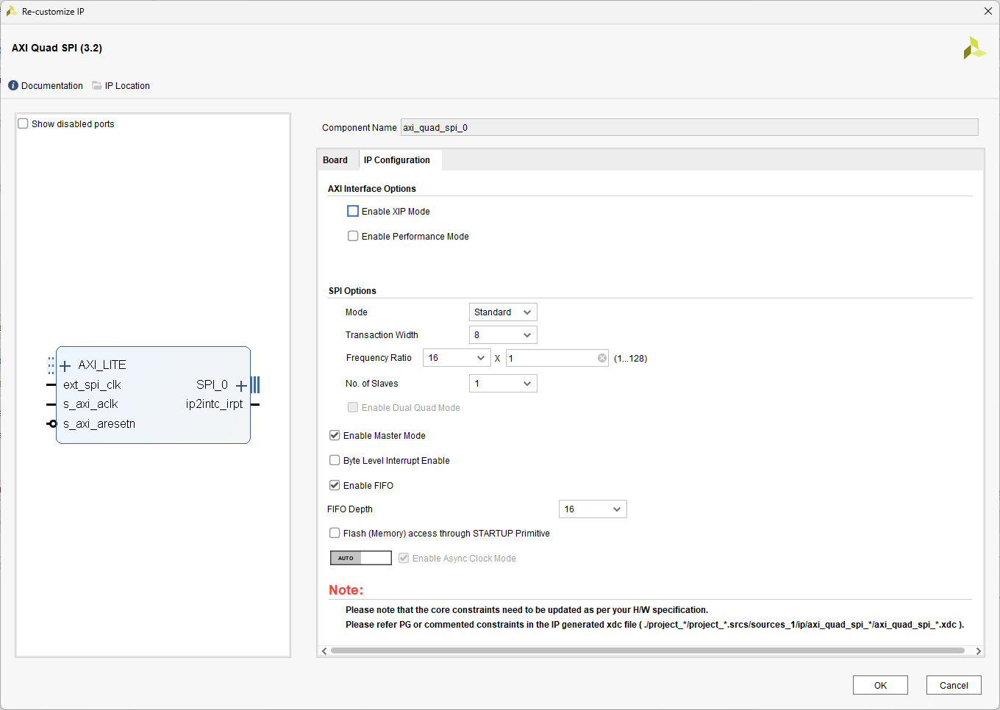 Re-customize IP
AXI Quad SPI (3.2)
Documentation
IP Location
Show disabled ports
AXI_LITE
ext_spi_clk
SPI_0
s_axi_aclk
ip2intc_irpt
s_axi_aresetn
Component Name axi_quad_spi_0
Board
IP Configuration
AXI Interface Options
Enable XIP Mode
Enable Performance Mode
SPI Options
Mode Standard
Transaction Width 8
Frequency Ratio 16 X 1 (1...128)
No. of Slaves 1
Enable Dual Quad Mode
Enable Master Mode
Byte Level Interrupt Enable
Enable FIFO
FIFO Depth 16
Flash (Memory) access through STARTUP Primitive
AUTO Enable Async Clock Mode
Note:
Please note that the core constraints need to be updated as per your H/W specification.
Please refer PG or commented constraints in the IP generated xdc file ( ./project_*/project_*.srcs/sources_1/ip/axi_quad_spi_*/axi_quad_spi_*.xdc ).
OK
Cancel